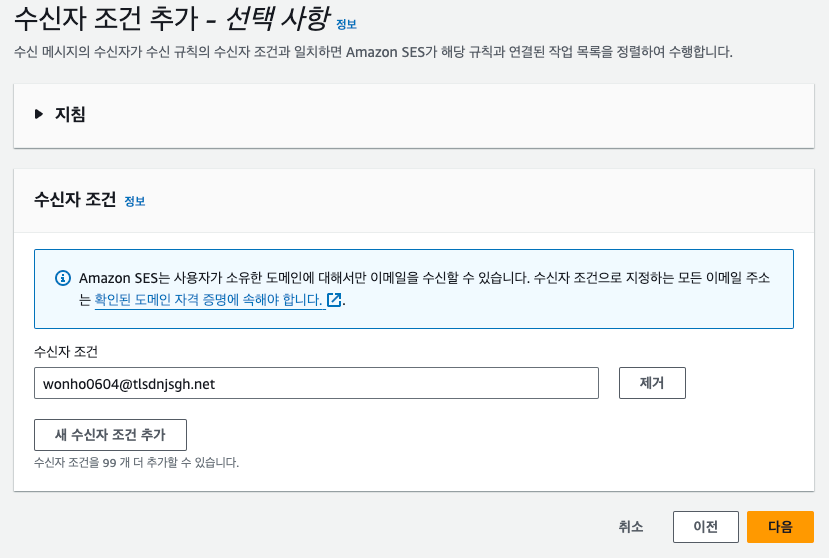 수신자 조건 추가 - 선택 사항 정보
수신 메시지의 수신자가 수신 규칙의 수신자 조건과 일치하면 Amazon SES가 해당 규칙과 연결된 작업 목록을 정렬하여 수행합니다.
지침
수신자 조건 정보
Amazon SES는 사용자가 소유한 도메인에 대해서만 이메일을 수신할 수 있습니다. 수신자 조건으로 지정하는 모든 이메일 주소
는 확인된 도메인 자격 증명에 속해야 합니다. .
수신자 조건
wonho0604@tlsdnjsgh.net 제거
새 수신자 조건 추가
수신자 조건을 99 개 더 추가할 수 있습니다.
취소 이전 다음